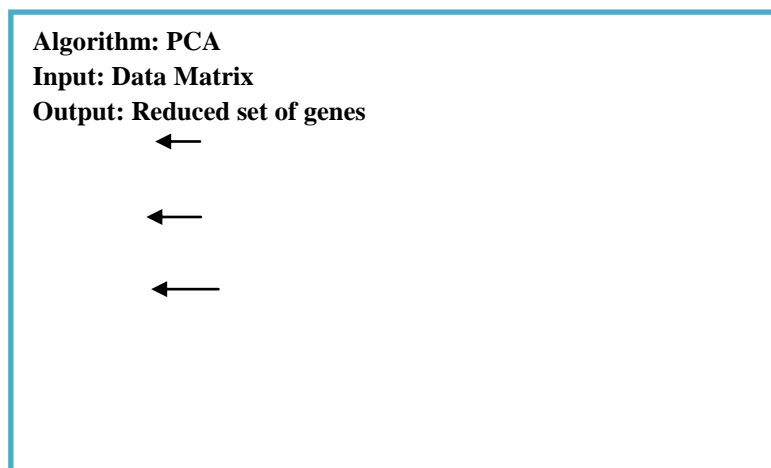 Algorithm: PCA
Input: Data Matrix
Output: Reduced set of genes